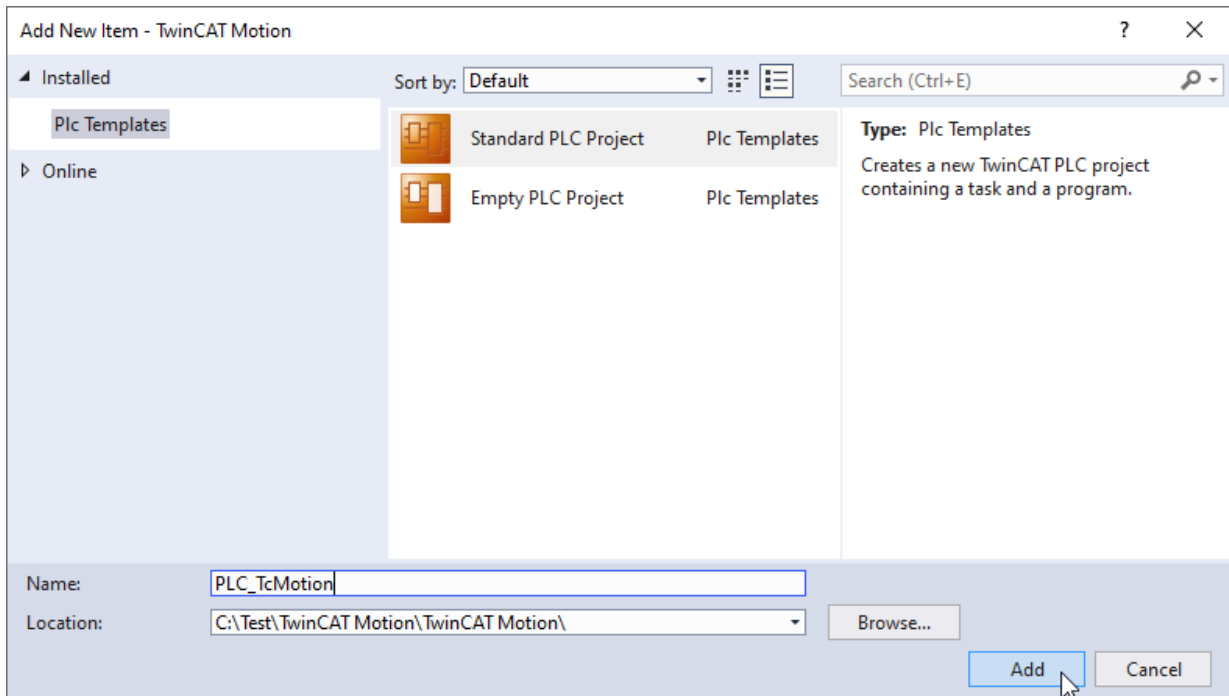 Add New Item - TwinCAT Motion
?
Installed
Plc Templates
Online
Sort by: Default
Search (Ctrl+E)
Standard PLC Project Plc Templates
Empty PLC Project Plc Templates
Type: Plc Templates
Creates a new TwinCAT PLC project
containing a task and a program.
Name: PLC_TcMotion
Location: C:\Test\TwinCAT Motion\TwinCAT Motion\
Browse...
Add Cancel